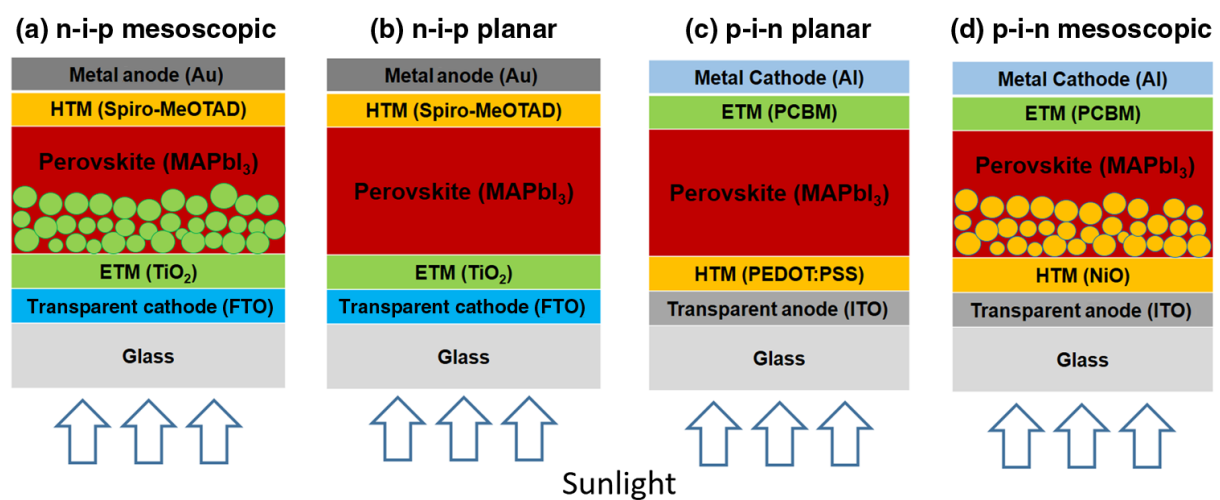 (a) n-i-p mesoscopic
Metal anode (Au)
HTM (Spiro-MeOTAD)
Perovskite (MAPbI₃)
ETM (TiO₂)
Transparent cathode (FTO)
Glass
(b) n-i-p planar
Metal anode (Au)
HTM (Spiro-MeOTAD)
Perovskite (MAPbI₃)
ETM (TiO₂)
Transparent cathode (FTO)
Glass
(c) p-i-n planar
Metal Cathode (Al)
ETM (PCBM)
Perovskite (MAPbI₃)
HTM (PEDOT:PSS)
Transparent anode (ITO)
Glass
(d) p-i-n mesoscopic
Metal Cathode (Al)
ETM (PCBM)
Perovskite (MAPbI₃)
HTM (NiO)
Transparent anode (ITO)
Glass
Sunlight